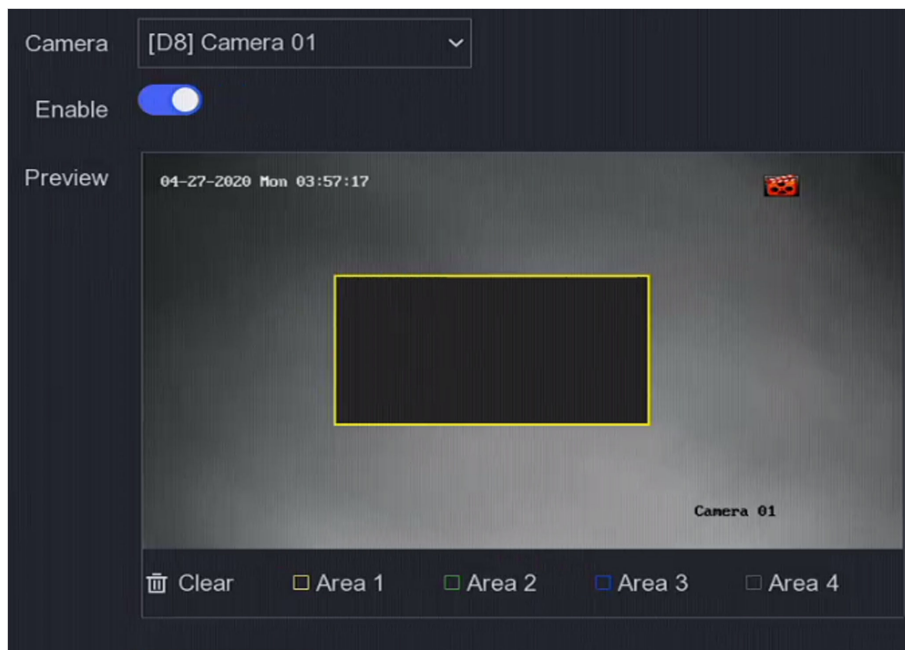 Camera [D8] Camera 01
Enable
Preview
04-27-2020 Mon 03:57:17
Camera 01
Clear Area 1 Area 2 Area 3 Area 4